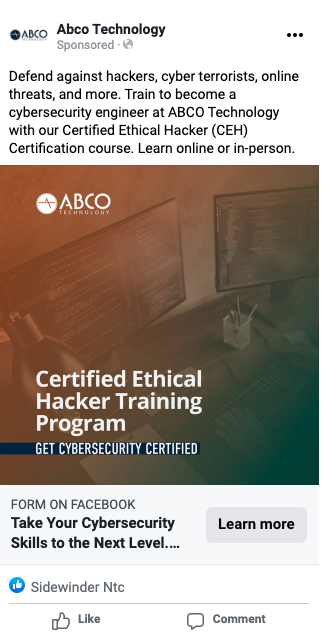 ABCO
Abco Technology
Sponsored ·
Defend against hackers, cyber terrorists, online
threats, and more. Train to become a
cybersecurity engineer at ABCO Technology
with our Certified Ethical Hacker (CEH)
Certification course. Learn online or in-person.
ABCO
TECHNOLOGY
Certified Ethical
Hacker Training
Program
GET CYBERSECURITY CERTIFIED
FORM ON FACEBOOK
Take Your Cybersecurity
Skills to the Next Level....
Learn more
Sidewinder Ntc
Like
Comment